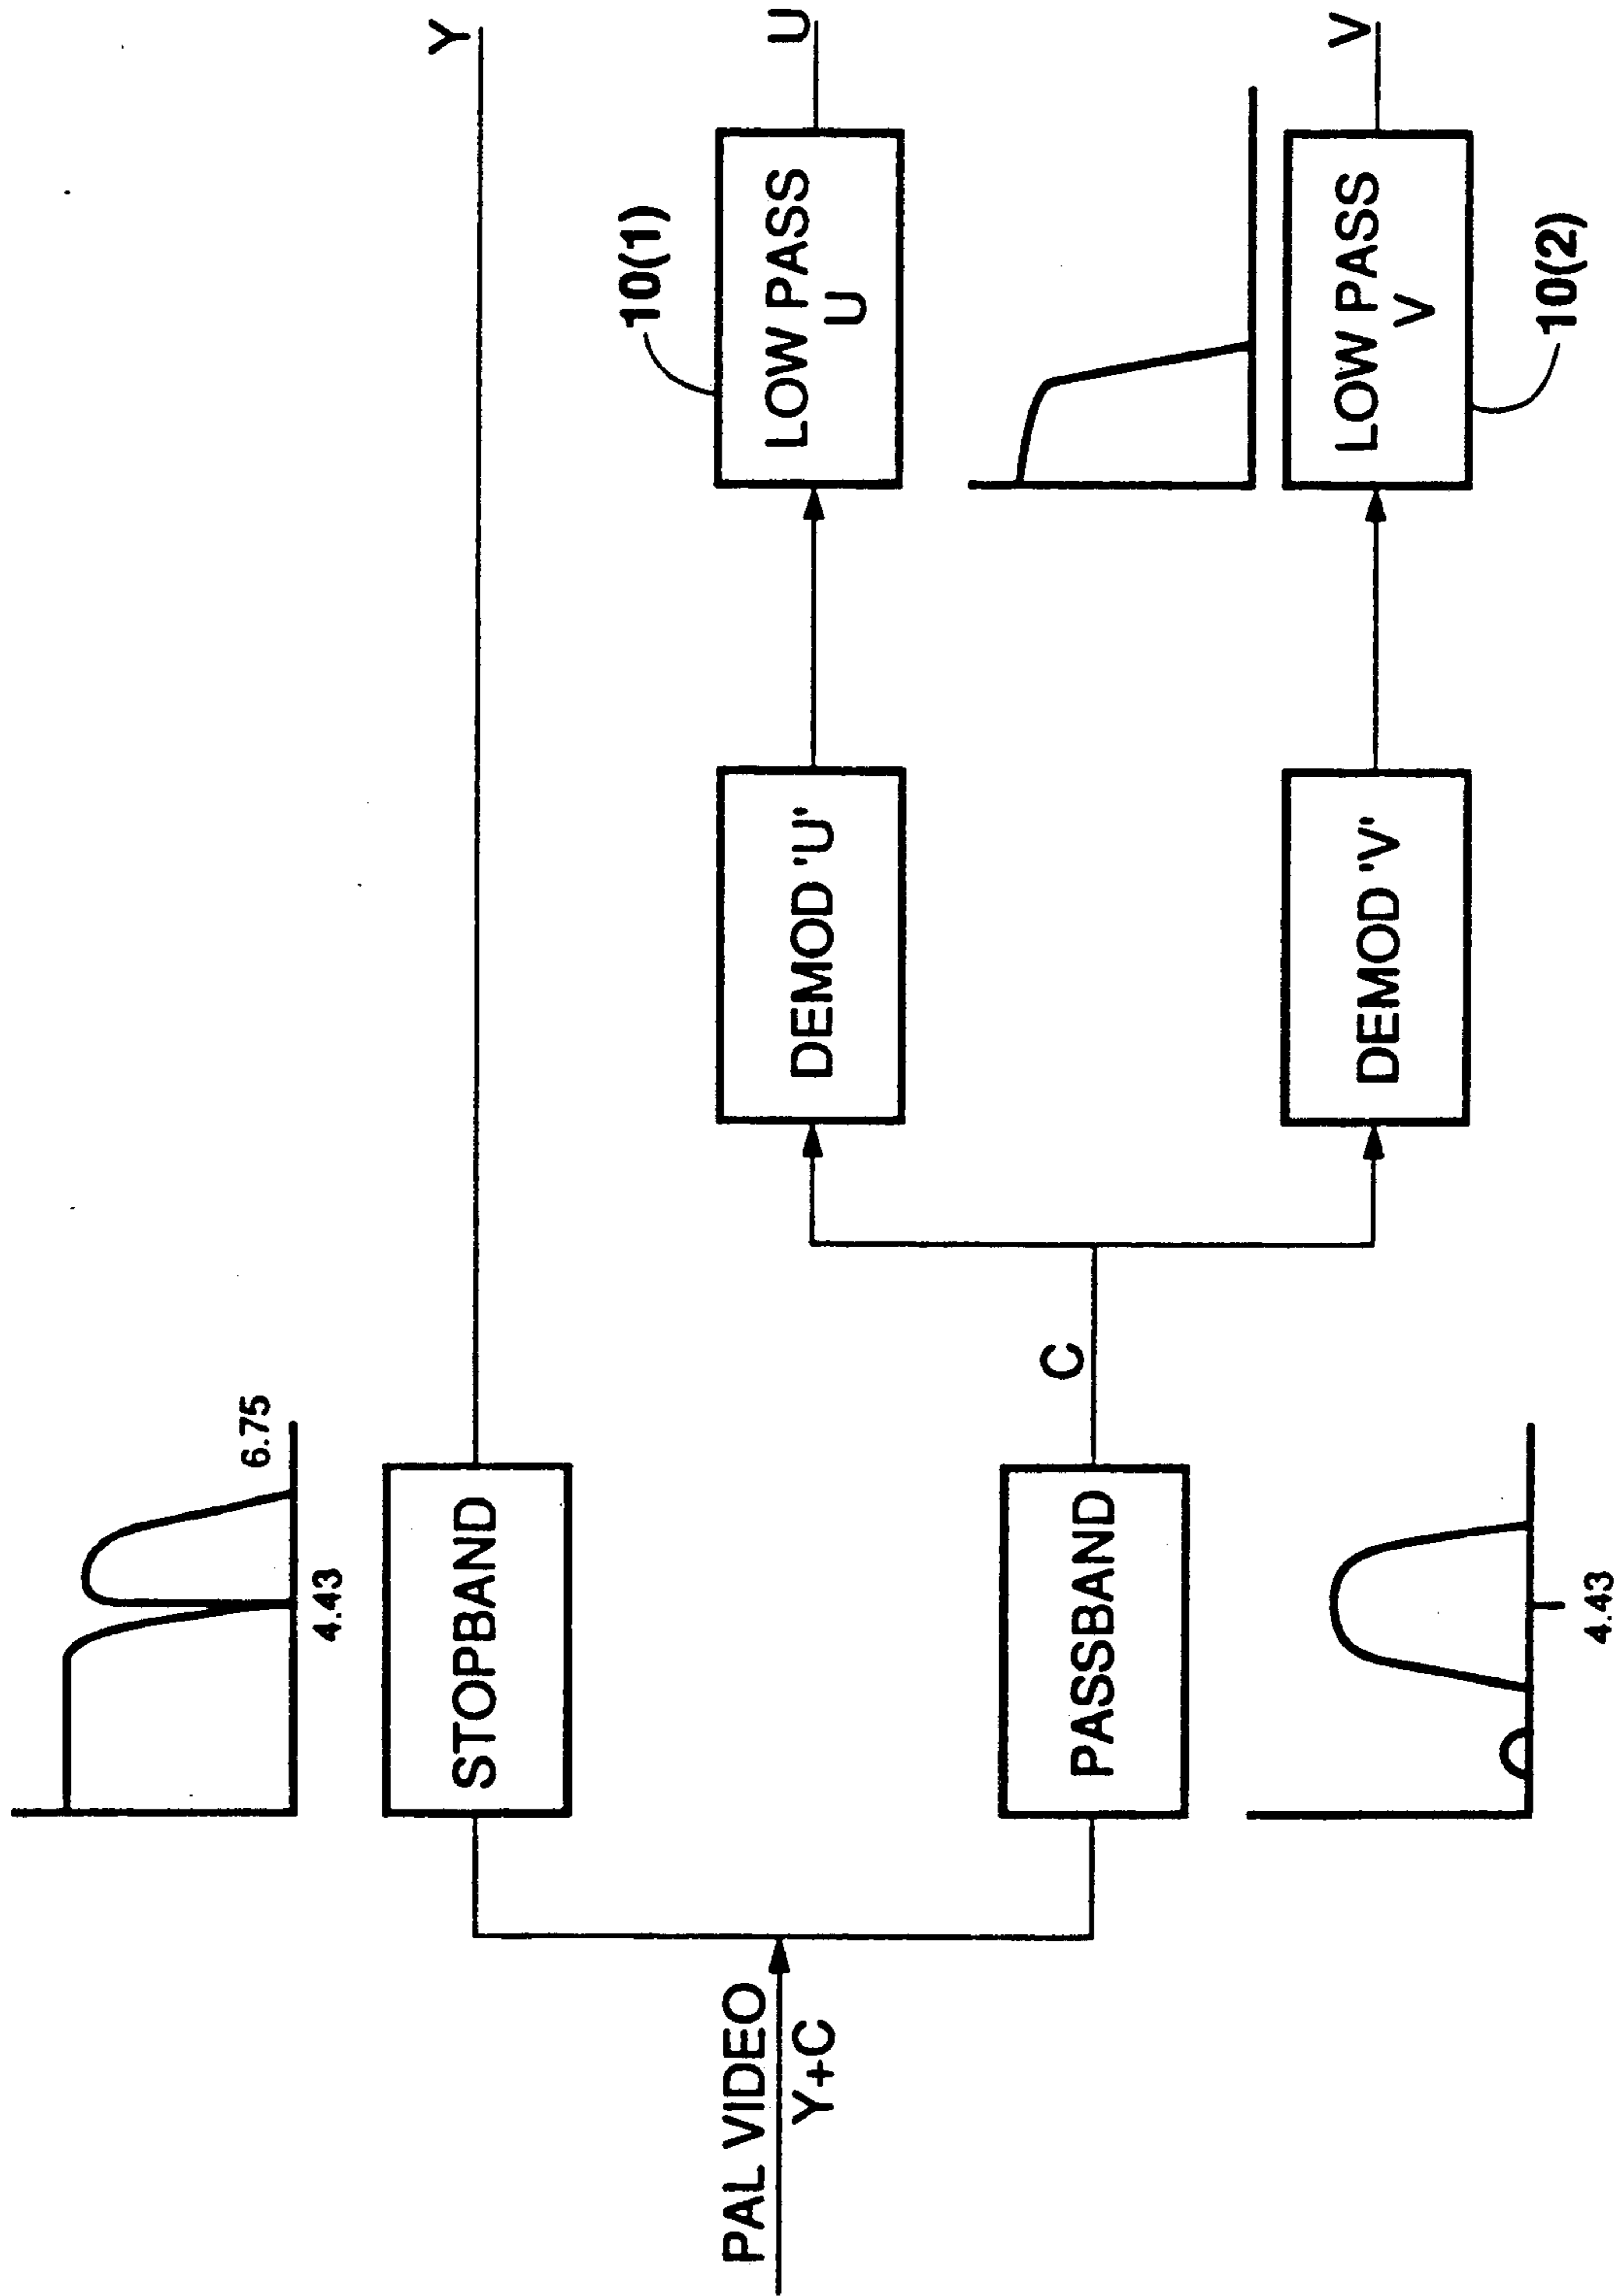 PAL VIDEO
Y+C
6.75
4.43
STOPBAND
Y
PASSBAND
4.43
C
DEMOD 'U'
10(1)
LOW PASS
U
U
DEMOD 'V'
LOW PASS
V
V
10(2)